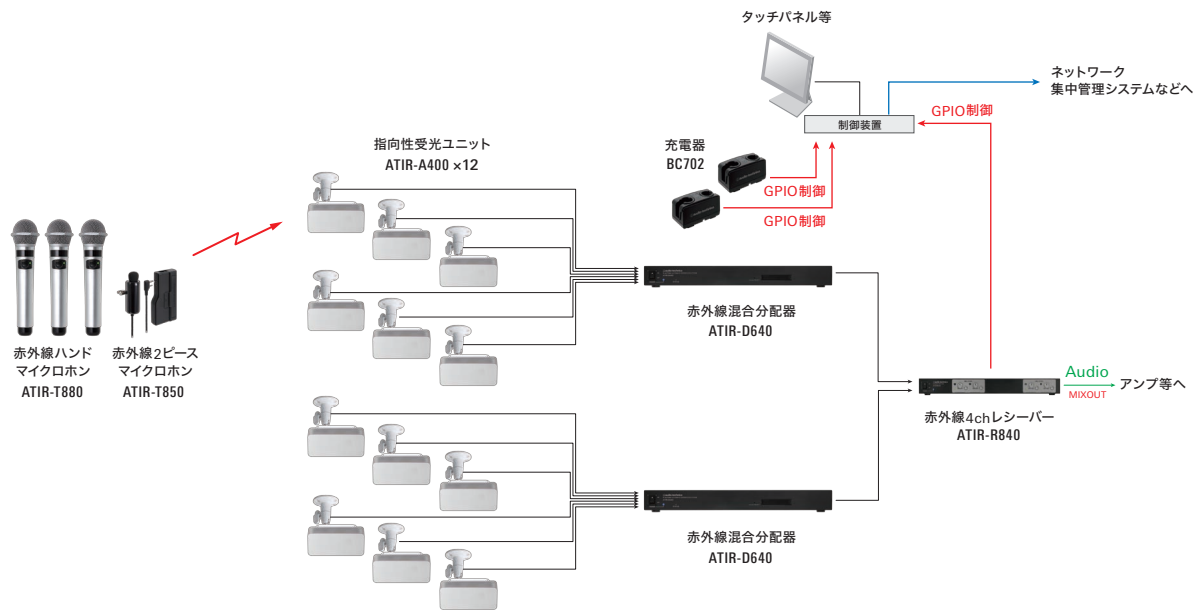 タッチパネル等
ネットワーク
集中管理システムなどへ
GPIO制御
制御装置
指向性受光ユニット
ATIR-A400 ×12
充電器
BC702
GPIO制御
GPIO制御
赤外線混合分配器
ATIR-D640
赤外線ハンド
マイクロホン
ATIR-T880
赤外線2ピース
マイクロホン
ATIR-T850
Audio
MIXOUT
アンプ等へ
赤外線4chレシーバー
ATIR-R840
赤外線混合分配器
ATIR-D640